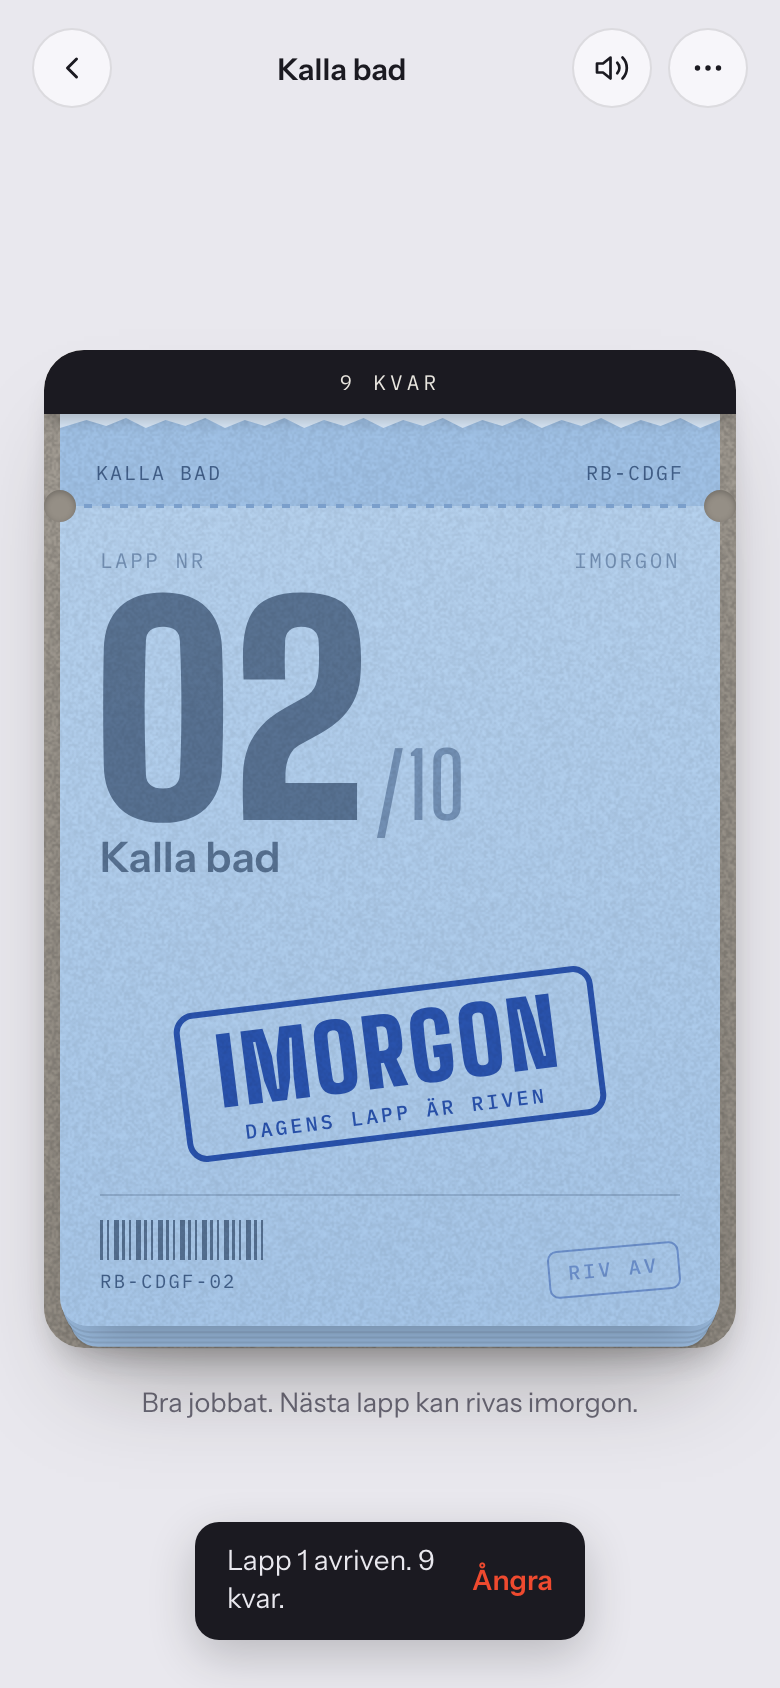 Kalla bad
9 KVAR
KALLA BAD RB-CDGF
LAPP NR IMORGON
02 /10
Kalla bad
IMORGON
DAGENS LAPP ÄR RIVEN
RB-CDGF-02
RIV AV
Bra jobbat. Nästa lapp kan rivas imorgon.
Lapp 1 avriven. 9
kvar.
Ångra